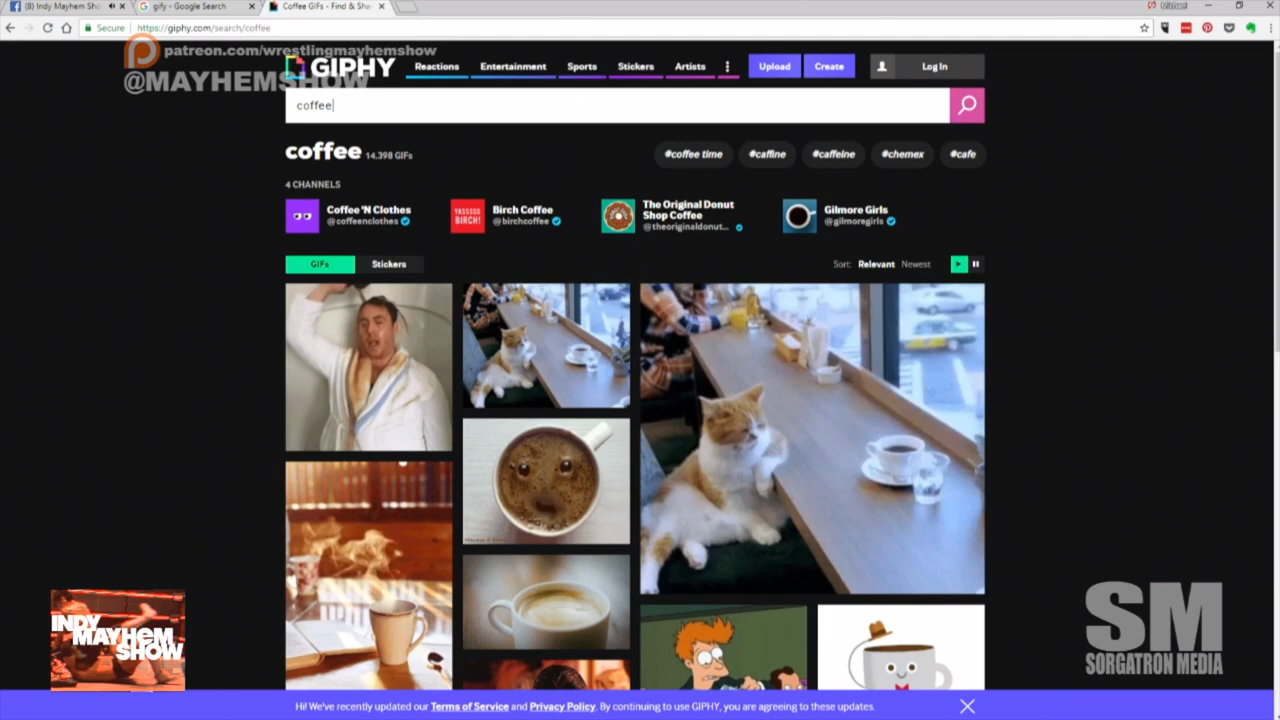 (8) Indy Mayhem Sho
gify - Google Search
Coffee GIFs - Find & Sha
Secure
https://giphy.com/search/coffee
patreon.com/wrestlingmayhemshow
@MAYHEMSHOW
GIPHY
Reactions
Entertainment
Sports
Stickers
Artists
Upload
Create
Log In
coffee
coffee 14,398 GIFs
#coffee time
#caffine
#caffeine
#chemex
#cafe
4 CHANNELS
Coffee 'N Clothes
@coffeenclothes
YASSSSS
BIRCH!
Birch Coffee
@birchcoffee
The Original Donut
Shop Coffee
@theoriginaldonut...
Gilmore Girls
@gilmoregirls
GIFs
Stickers
Sort: Relevant Newest
INDY
MAYHEM
SHOW
SM
SORGATRON MEDIA
Hi! We've recently updated our Terms of Service and Privacy Policy. By continuing to use GIPHY, you are agreeing to these updates.